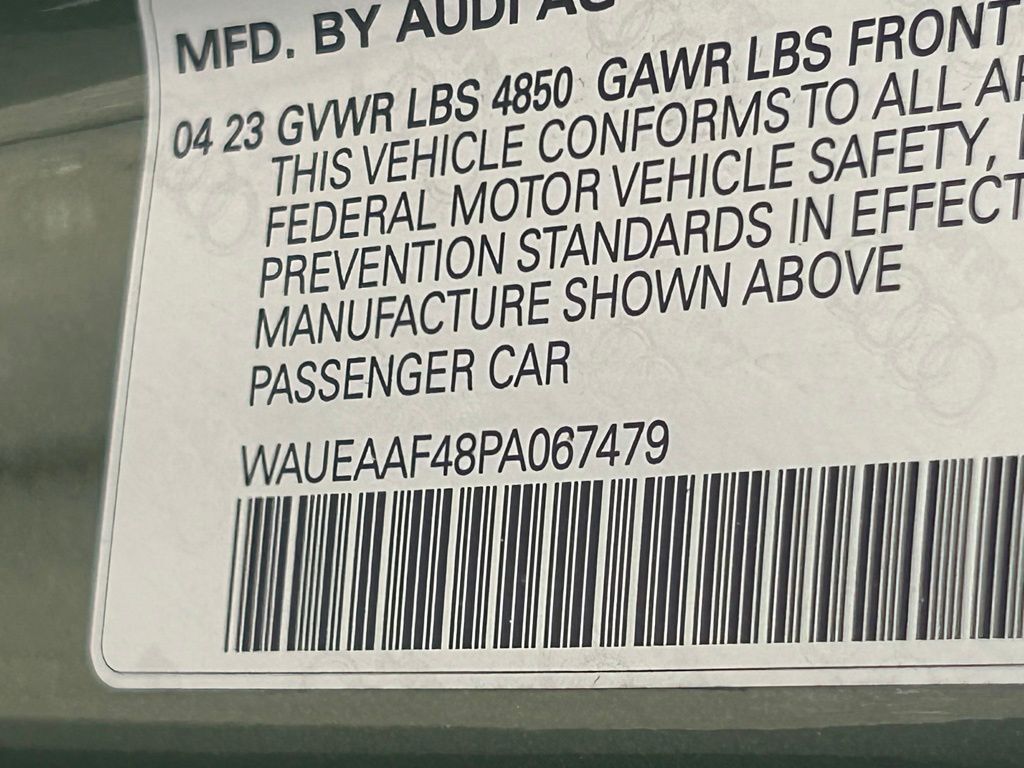 MFD. BY AUDI AG
04 23 GVWR LBS 4850 GAWR LBS FRONT
THIS VEHICLE CONFORMS TO ALL
FEDERAL MOTOR VEHICLE SAFETY,
PREVENTION STANDARDS IN EFFECT
MANUFACTURE SHOWN ABOVE
PASSENGER CAR
WAUEAAF48PA067479